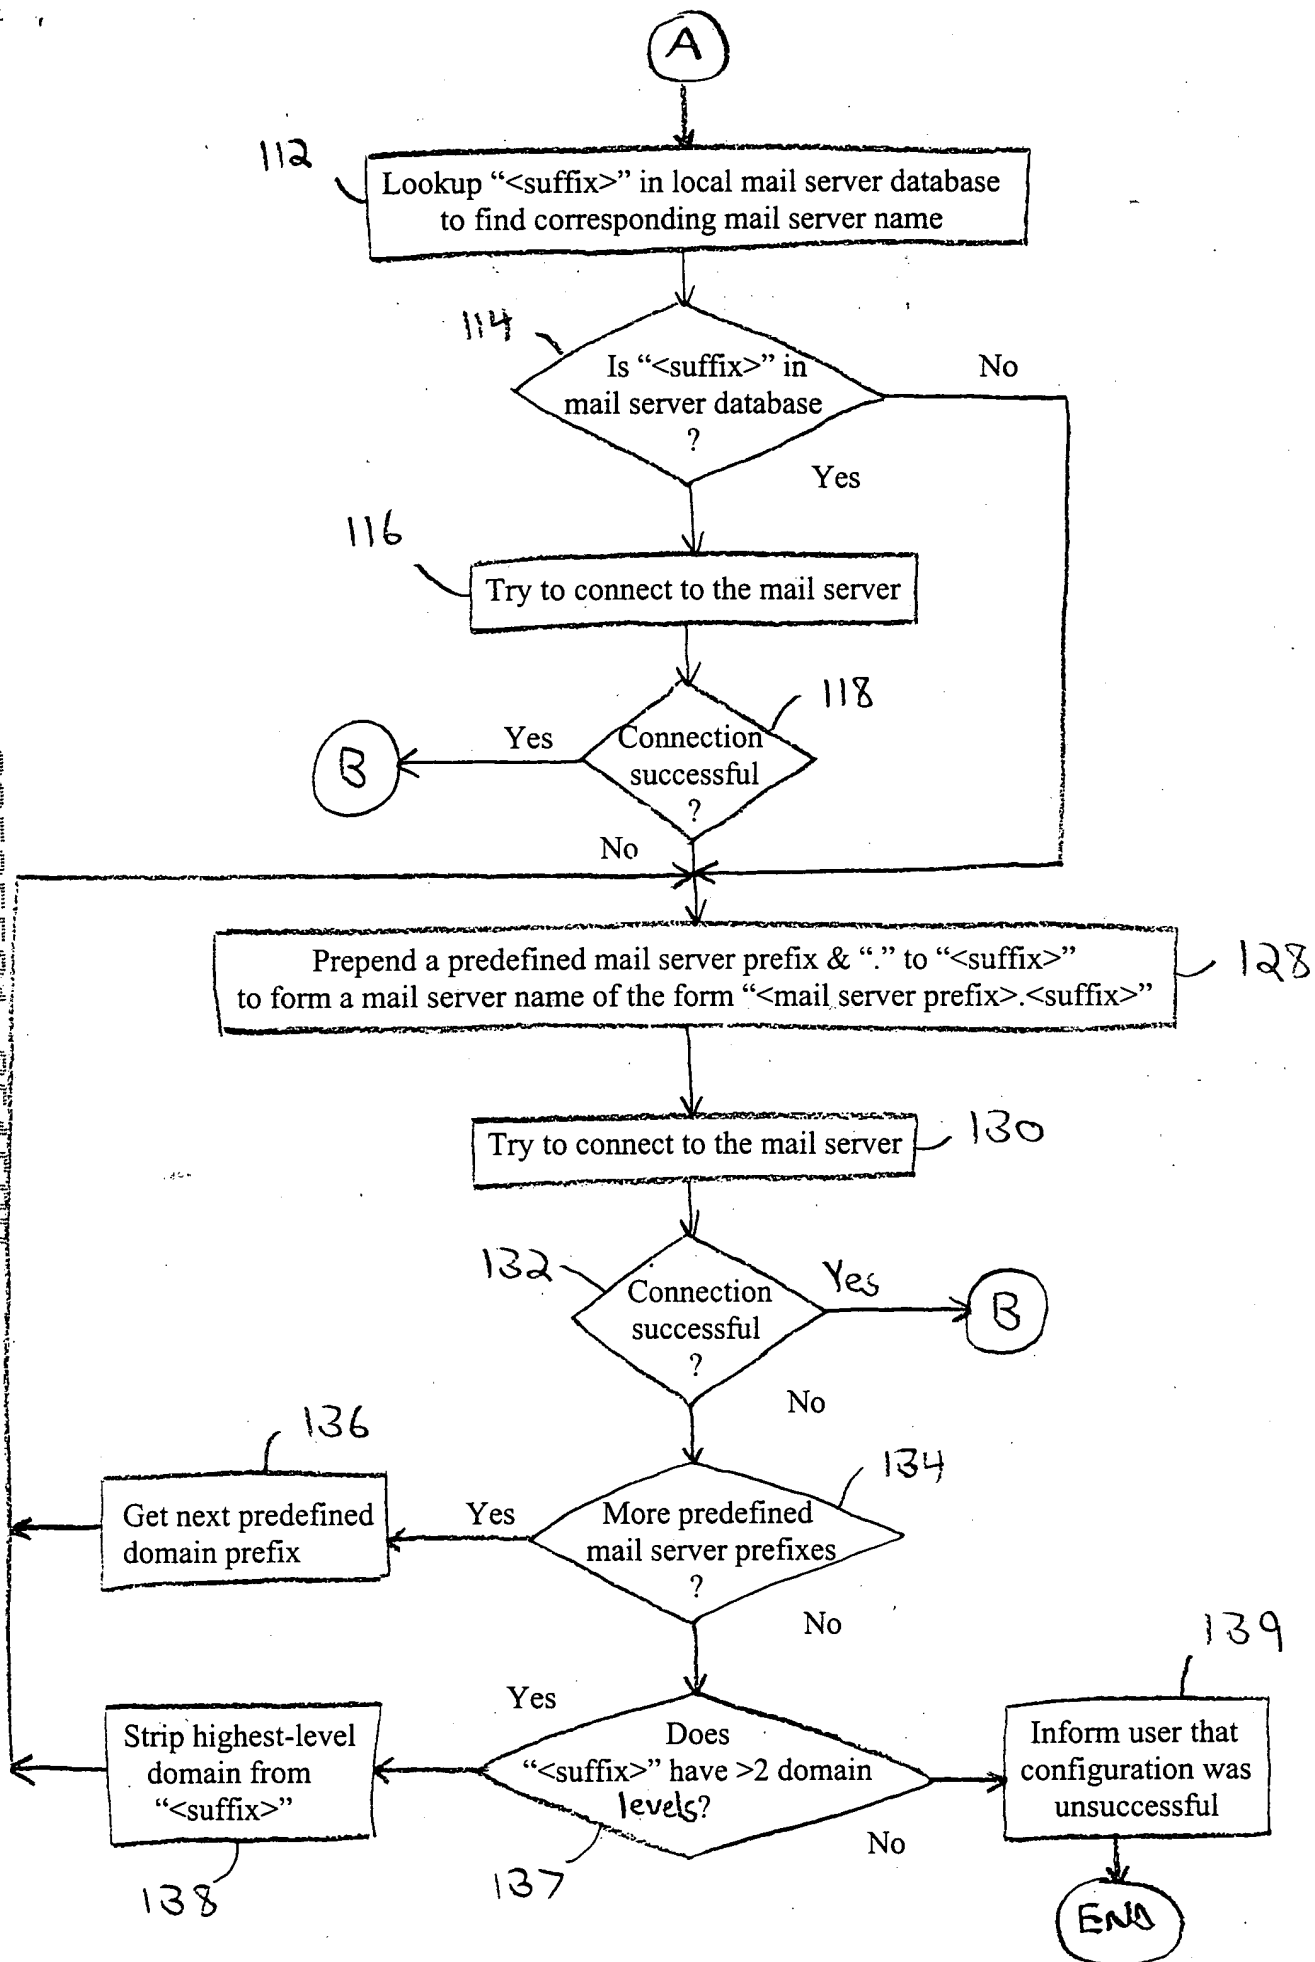 A
112
Lookup “<suffix>” in local mail server database
to find corresponding mail server name
114
Is “<suffix>” in
mail server database
?
No
Yes
116
Try to connect to the mail server
118
Yes
Connection
successful
?
B
No
Prepend a predefined mail server prefix & “.” to “<suffix>”
to form a mail server name of the form “<mail server prefix>.<suffix>”
128
Try to connect to the mail server
130
132
Connection
successful
?
Yes
B
No
136
134
Get next predefined
domain prefix
Yes
More predefined
mail server prefixes
?
No
139
Yes
Strip highest-level
domain from
“<suffix>”
Does
“<suffix>” have >2 domain
levels?
Inform user that
configuration was
unsuccessful
No
138
137
END